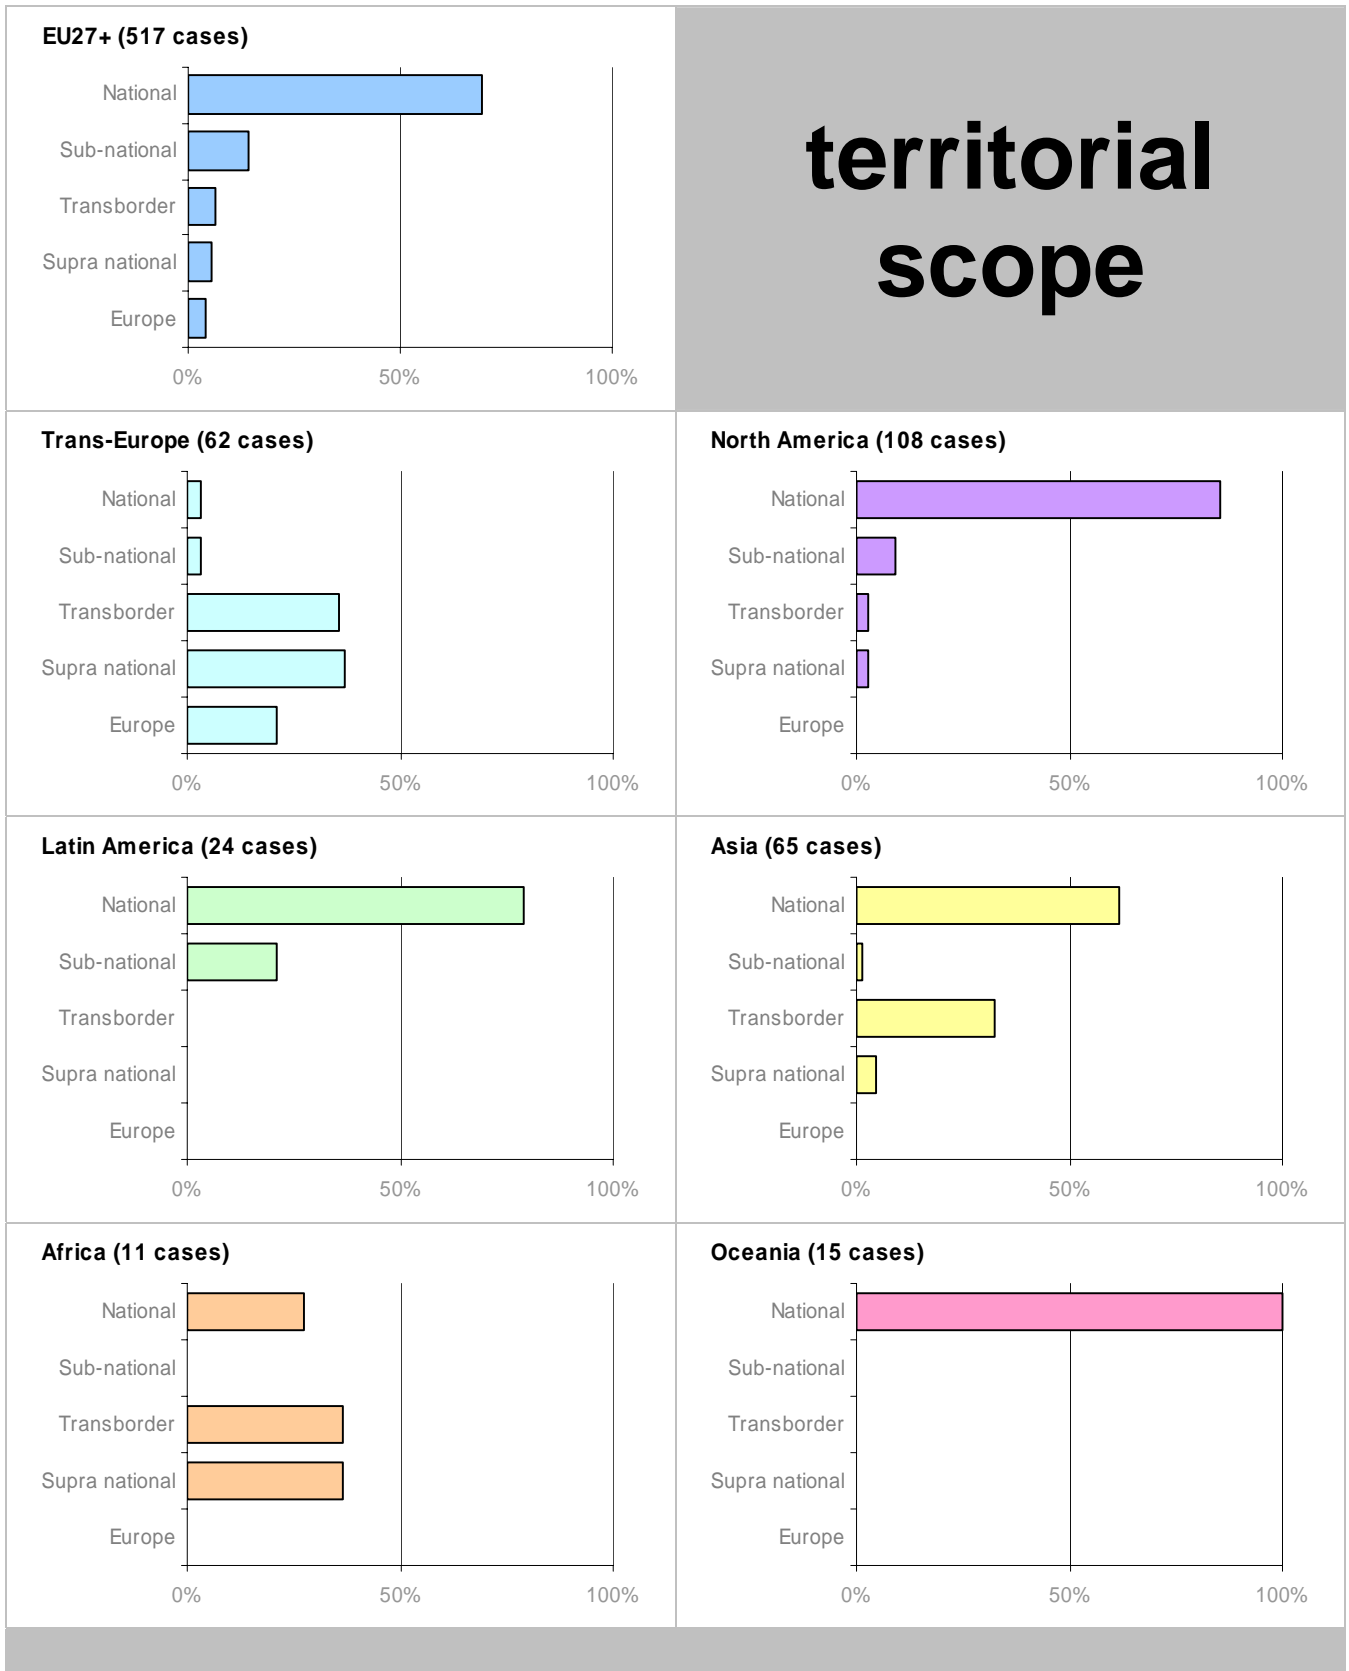 EU27+ (517 cases)
National
Sub-national
Transborder
Supra national
Europe
0% 50% 100%
territorial
scope
Trans-Europe (62 cases)
National
Sub-national
Transborder
Supra national
Europe
0% 50% 100%
North America (108 cases)
National
Sub-national
Transborder
Supra national
Europe
0% 50% 100%
Latin America (24 cases)
National
Sub-national
Transborder
Supra national
Europe
0% 50% 100%
Asia (65 cases)
National
Sub-national
Transborder
Supra national
Europe
0% 50% 100%
Africa (11 cases)
National
Sub-national
Transborder
Supra national
Europe
0% 50% 100%
Oceania (15 cases)
National
Sub-national
Transborder
Supra national
Europe
0% 50% 100%